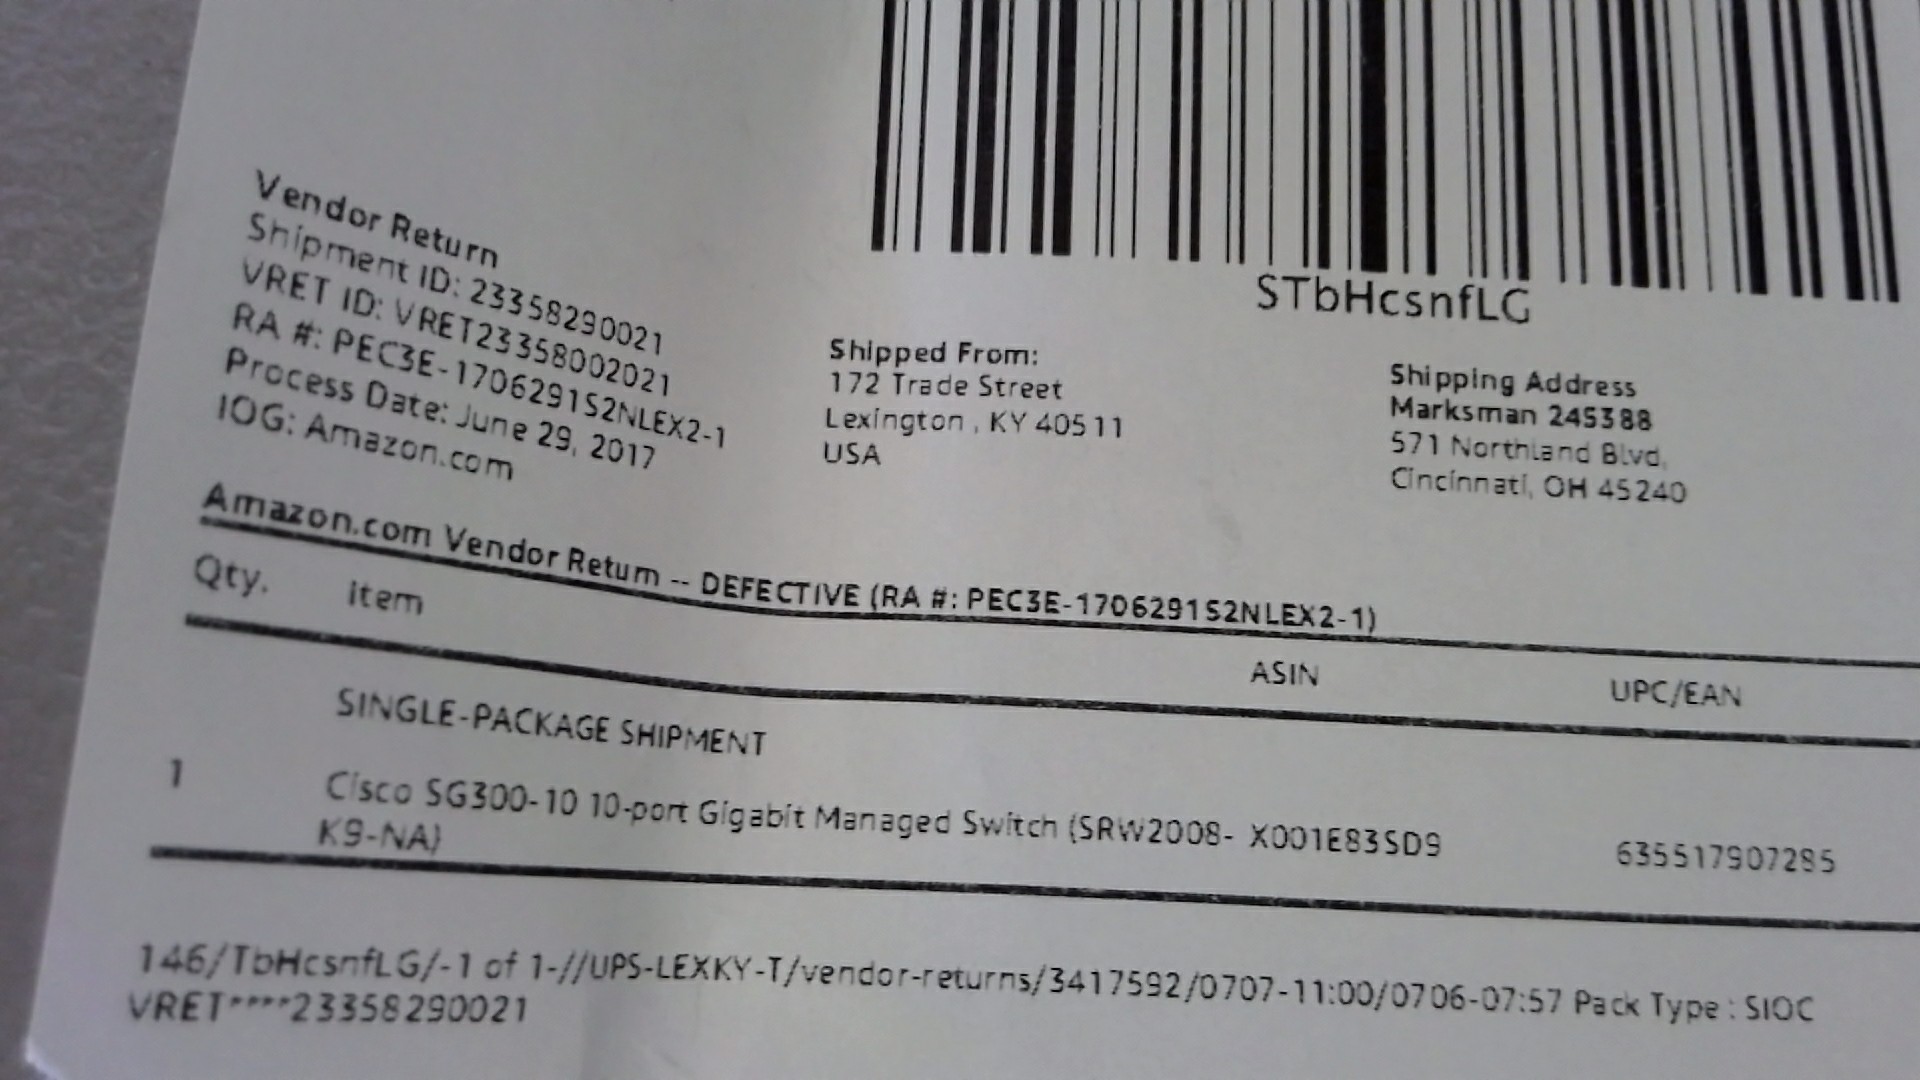 STbHcsnfLG
Vendor Return
Shipment ID: 23358290021
VRET ID: VRET23358002021
RA #: PEC3E-1706291S2NLEX2-1
Process Date: June 29, 2017
IOG: Amazon.com
Shipped From:
172 Trade Street
Lexington , KY 40511
USA
Shipping Address
Marksman 245388
571 Northland Blvd,
Cincinnati, OH 45240
Amazon.com Vendor Return -- DEFECTIVE (RA #: PEC3E-1706291S2NLEX2-1)
Qty. Item ASIN UPC/EAN
SINGLE-PACKAGE SHIPMENT
1 Cisco SG300-10 10-port Gigabit Managed Switch (SRW2008- X001E83SD9 635517907285
K9-NA)
146/TbHcsnfLG/-1 of 1-//UPS-LEXKY-T/vendor-returns/3417592/0707-11:00/0706-07:57 Pack Type : SIOC
VRET****23358290021